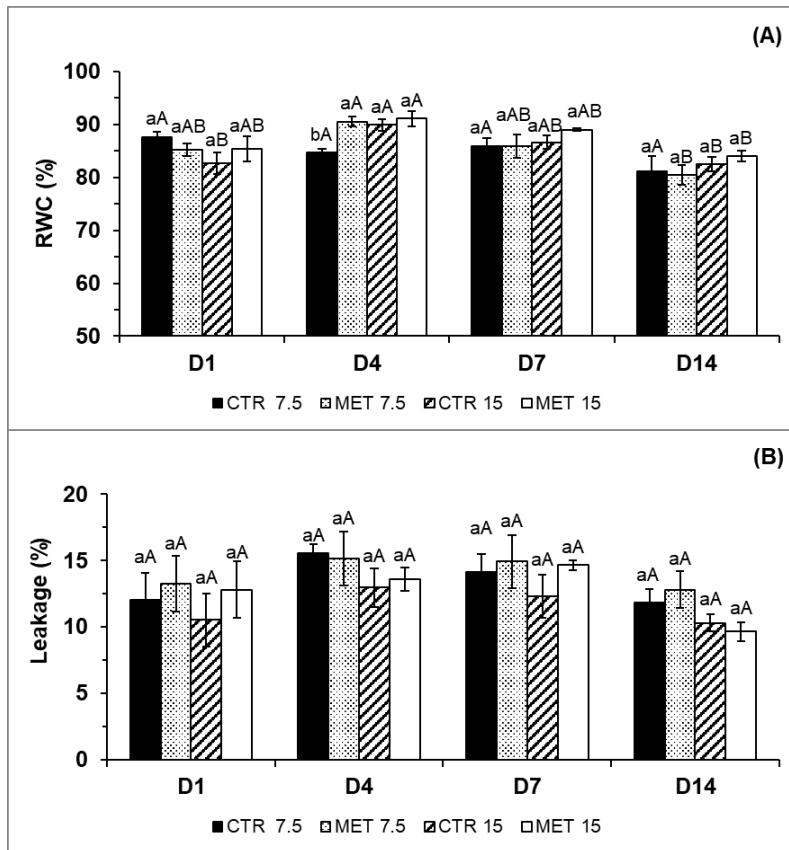 (A)
RWC (%)
100
90
80
70
60
50
aA aAB aB aAB
bA aA aA aA
aA aAB aAB aAB
aA aB aB aB
D1 D4 D7 D14
CTR 7.5 MET 7.5 CTR 15 MET 15
(B)
Leakage (%)
20
15
10
5
0
aA aA aA aA
aA aA aA aA
aA aA aA aA
aA aA aA aA
D1 D4 D7 D14
CTR 7.5 MET 7.5 CTR 15 MET 15